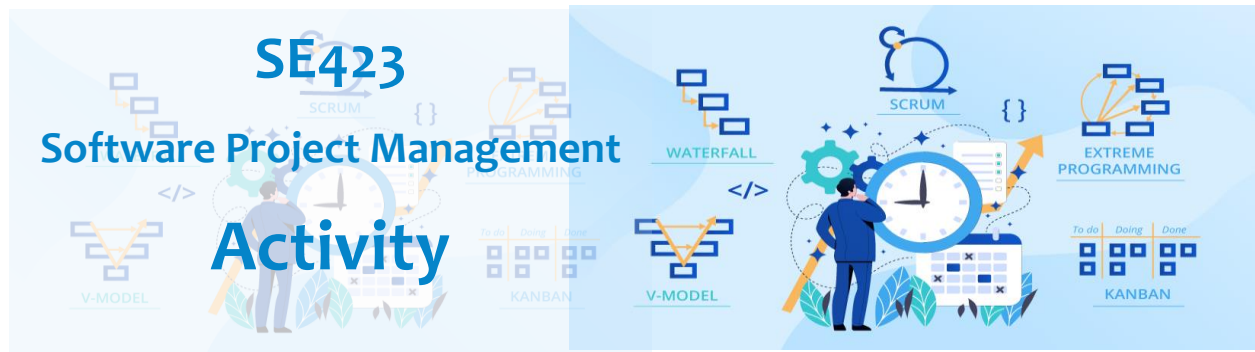 SE423
Software Project Management
Activity
SCRUM
{ }
WATERFALL
EXTREME
PROGRAMMING
</>
To do Doing Done
V-MODEL
KANBAN
SCRUM
{ }
PROGRAMMING
</>
To do Doing Done
V-MODEL
KANBAN